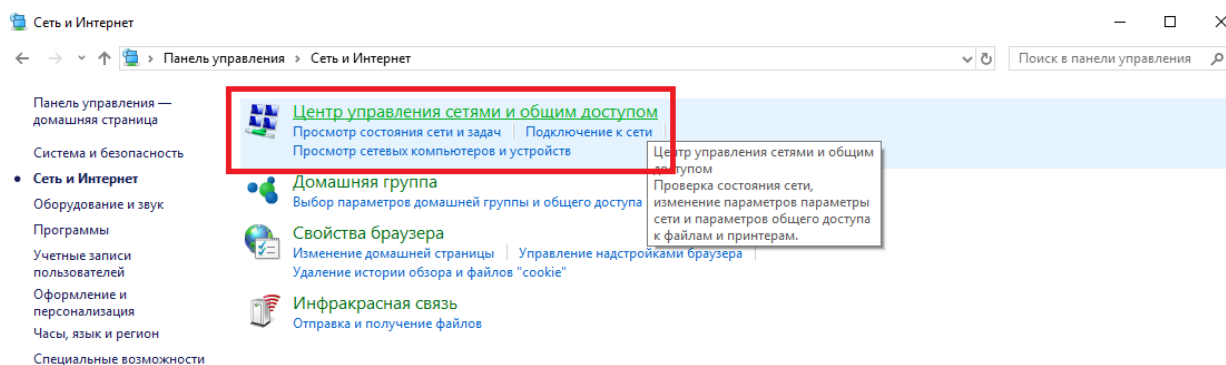 Сеть и Интернет
Панель управления › Сеть и Интернет
Поиск в панели управления
Панель управления —
домашняя страница
Система и безопасность
Сеть и Интернет
Оборудование и звук
Программы
Учетные записи
пользователей
Оформление и
персонализация
Часы, язык и регион
Специальные возможности
Центр управления сетями и общим доступом
Просмотр состояния сети и задач
Подключение к сети
Просмотр сетевых компьютеров и устройств
Домашняя группа
Выбор параметров домашней группы и общего доступа
Свойства браузера
Изменение домашней страницы
Управление надстройками браузера
Удаление истории обзора и файлов "cookie"
Инфракрасная связь
Отправка и получение файлов
Центр управления сетями и общим
доступом
Проверка состояния сети,
изменение параметров параметры
сети и параметров общего доступа
к файлам и принтерам.